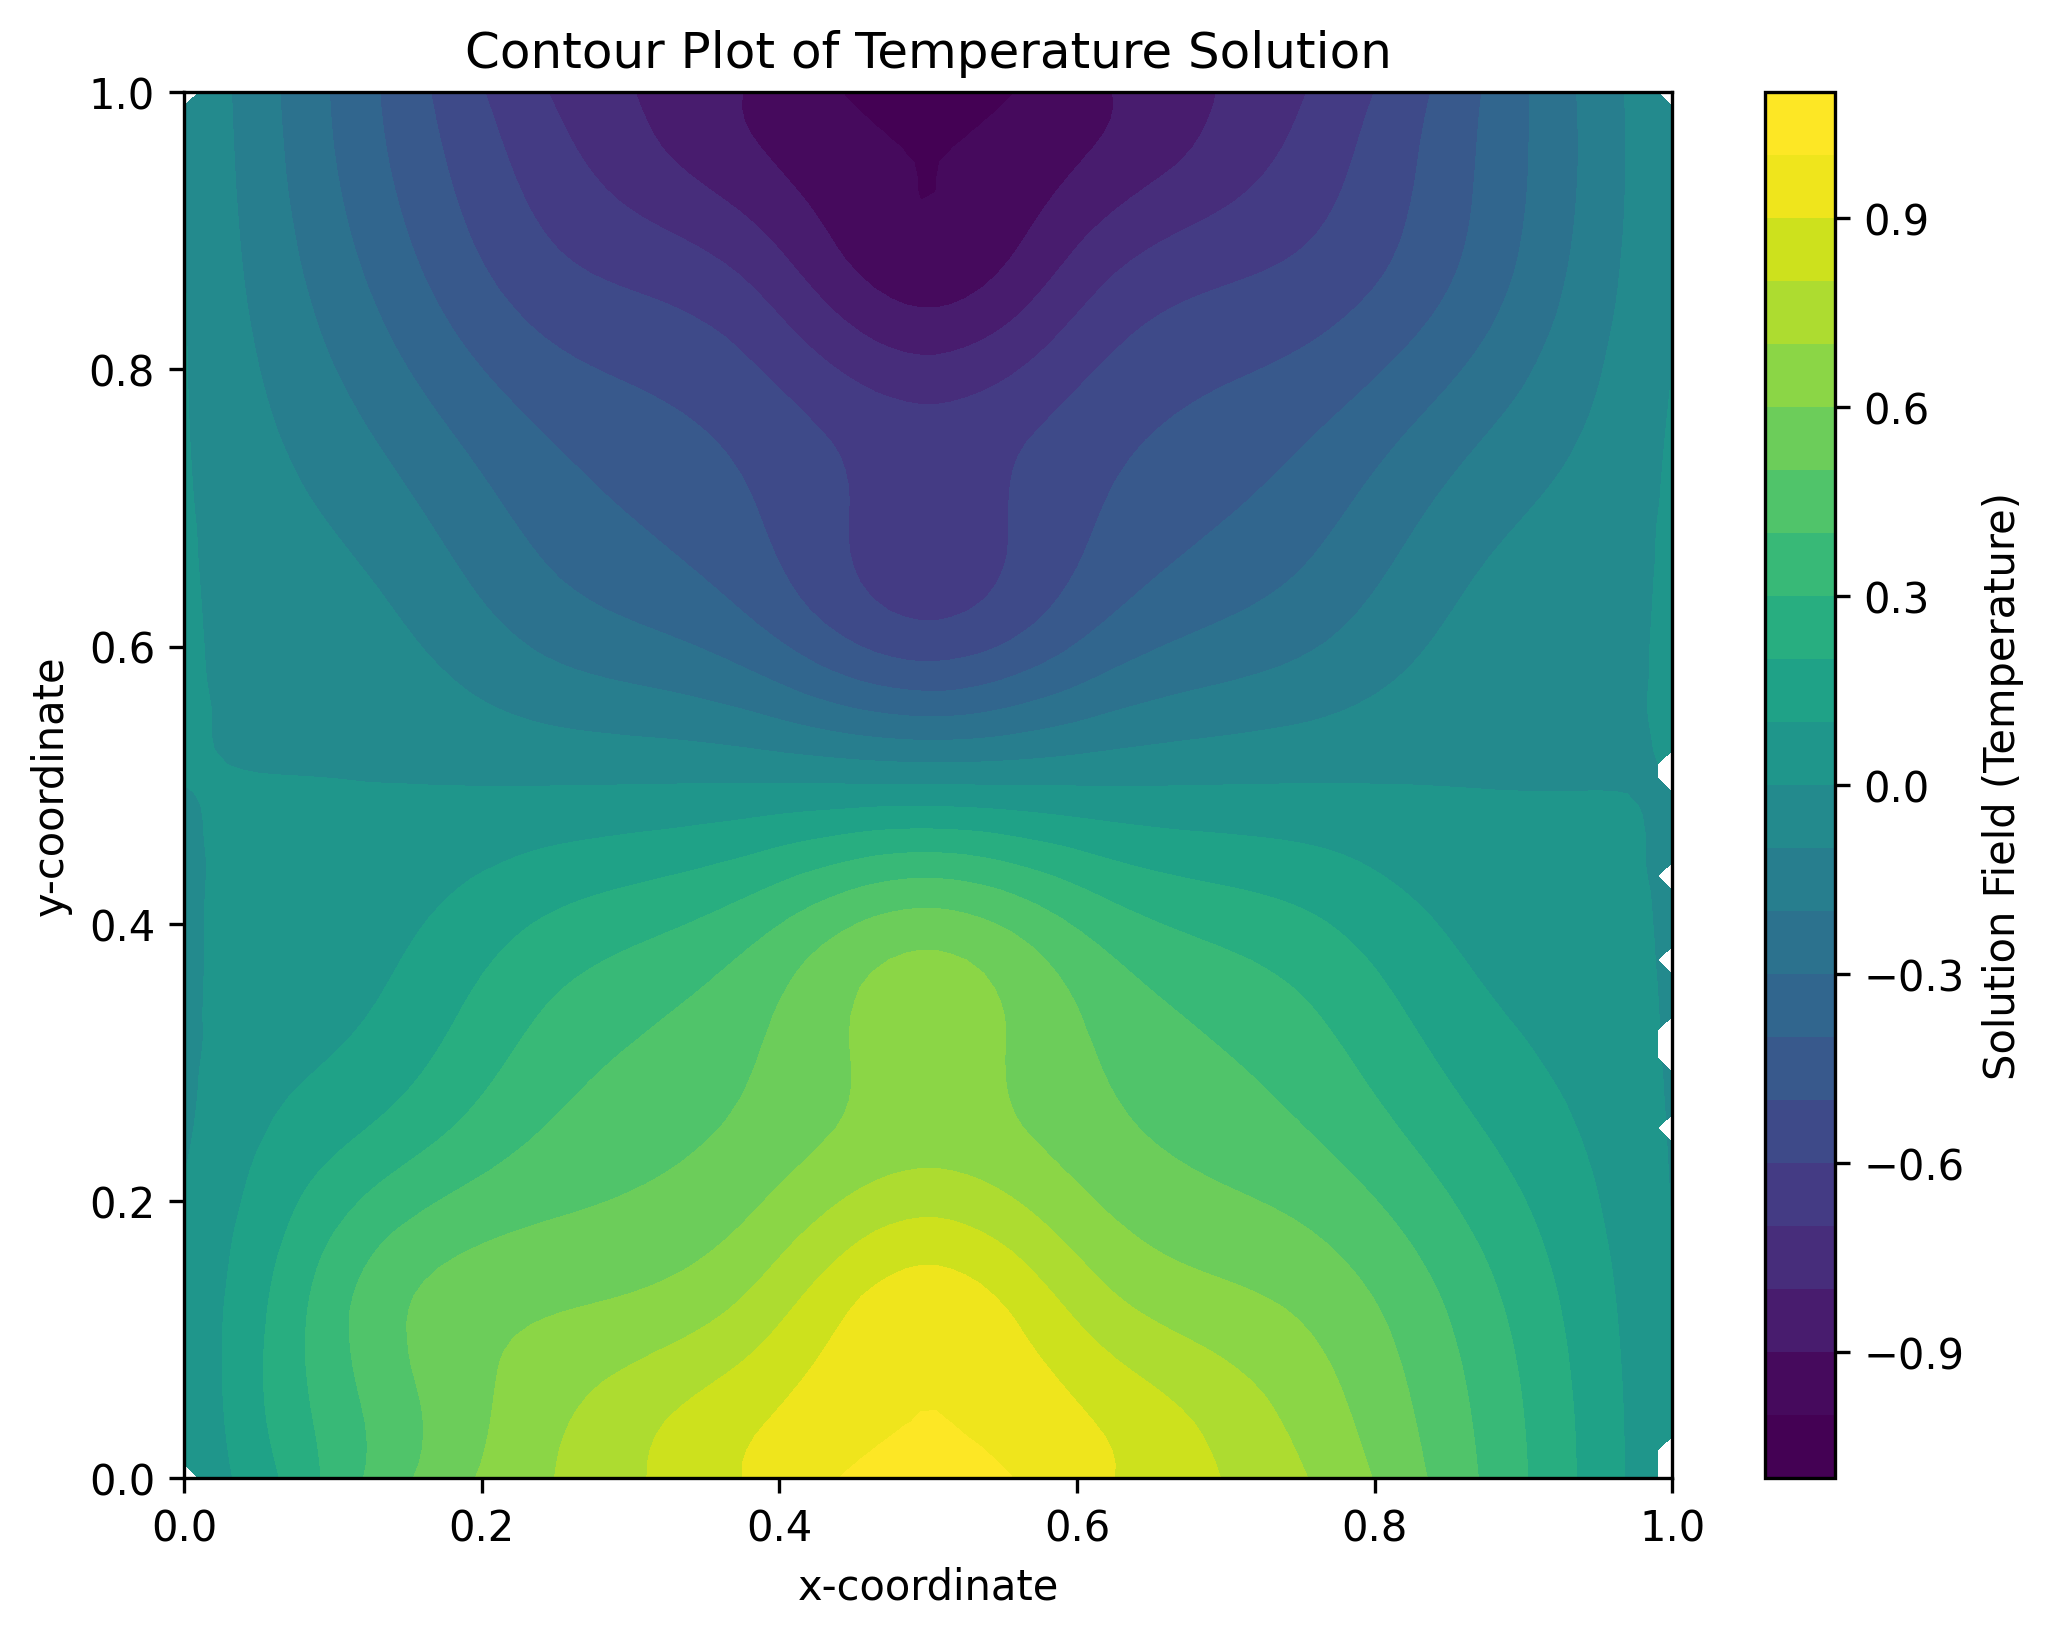 Contour Plot of Temperature Solution
1.0
0.8
0.6
0.4
0.2
0.0
y-coordinate
0.0 0.2 0.4 0.6 0.8 1.0
x-coordinate
0.9
0.6
0.3
0.0
−0.3
−0.6
−0.9
Solution Field (Temperature)